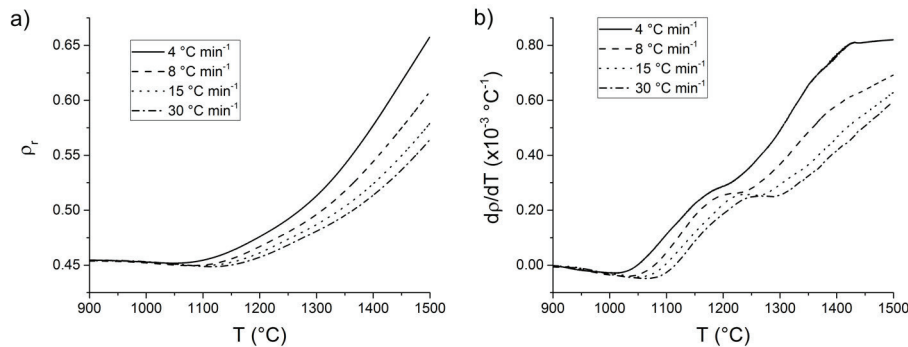 a)
4 °C min⁻¹
8 °C min⁻¹
15 °C min⁻¹
30 °C min⁻¹
ρr
0.65
0.60
0.55
0.50
0.45
900 1000 1100 1200 1300 1400 1500
T (°C)
b)
4 °C min⁻¹
8 °C min⁻¹
15 °C min⁻¹
30 °C min⁻¹
dρ/dT (x10⁻³ °C⁻¹)
0.80
0.60
0.40
0.20
0.00
900 1000 1100 1200 1300 1400 1500
T (°C)